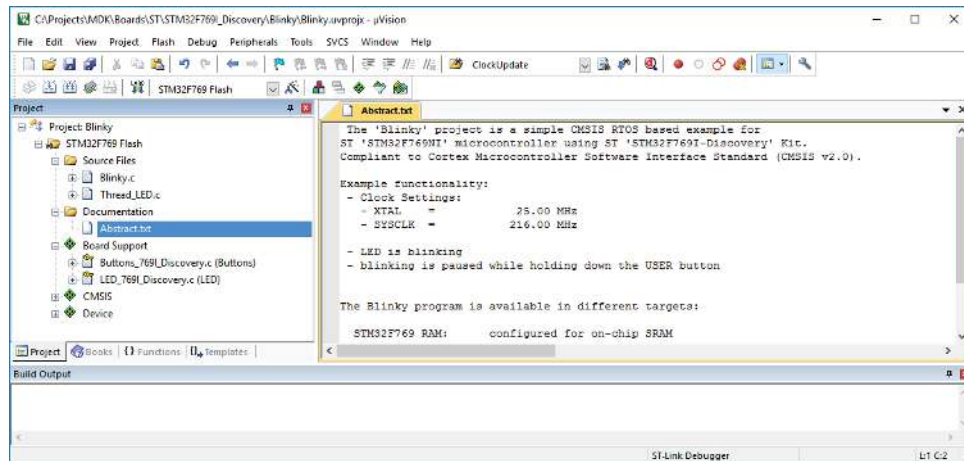 C:\Projects\MDK\Boards\ST\STM32F769I_Discovery\Blinky\Blinky.uvprojx - µVision
File Edit View Project Flash Debug Peripherals Tools SVCS Window Help
ClockUpdate
STM32F769 Flash
Project
Project: Blinky
STM32F769 Flash
Source Files
Blinky.c
Thread_LED.c
Documentation
Abstract.txt
Board Support
Buttons_769I_Discovery.c (Buttons)
LED_769I_Discovery.c (LED)
CMSIS
Device
Project Books {} Functions Templates
Abstract.txt
The 'Blinky' project is a simple CMSIS RTOS based example for
ST 'STM32F769NI' microcontroller using ST 'STM32F769I-Discovery' Kit.
Compliant to Cortex Microcontroller Software Interface Standard (CMSIS v2.0).
Example functionality:
- Clock Settings:
- XTAL = 25.00 MHz
- SYSCLK = 216.00 MHz
- LED is blinking
- blinking is paused while holding down the USER button
The Blinky program is available in different targets:
STM32F769 RAM: configured for on-chip SRAM
Build Output
ST-Link Debugger L:1 C:2